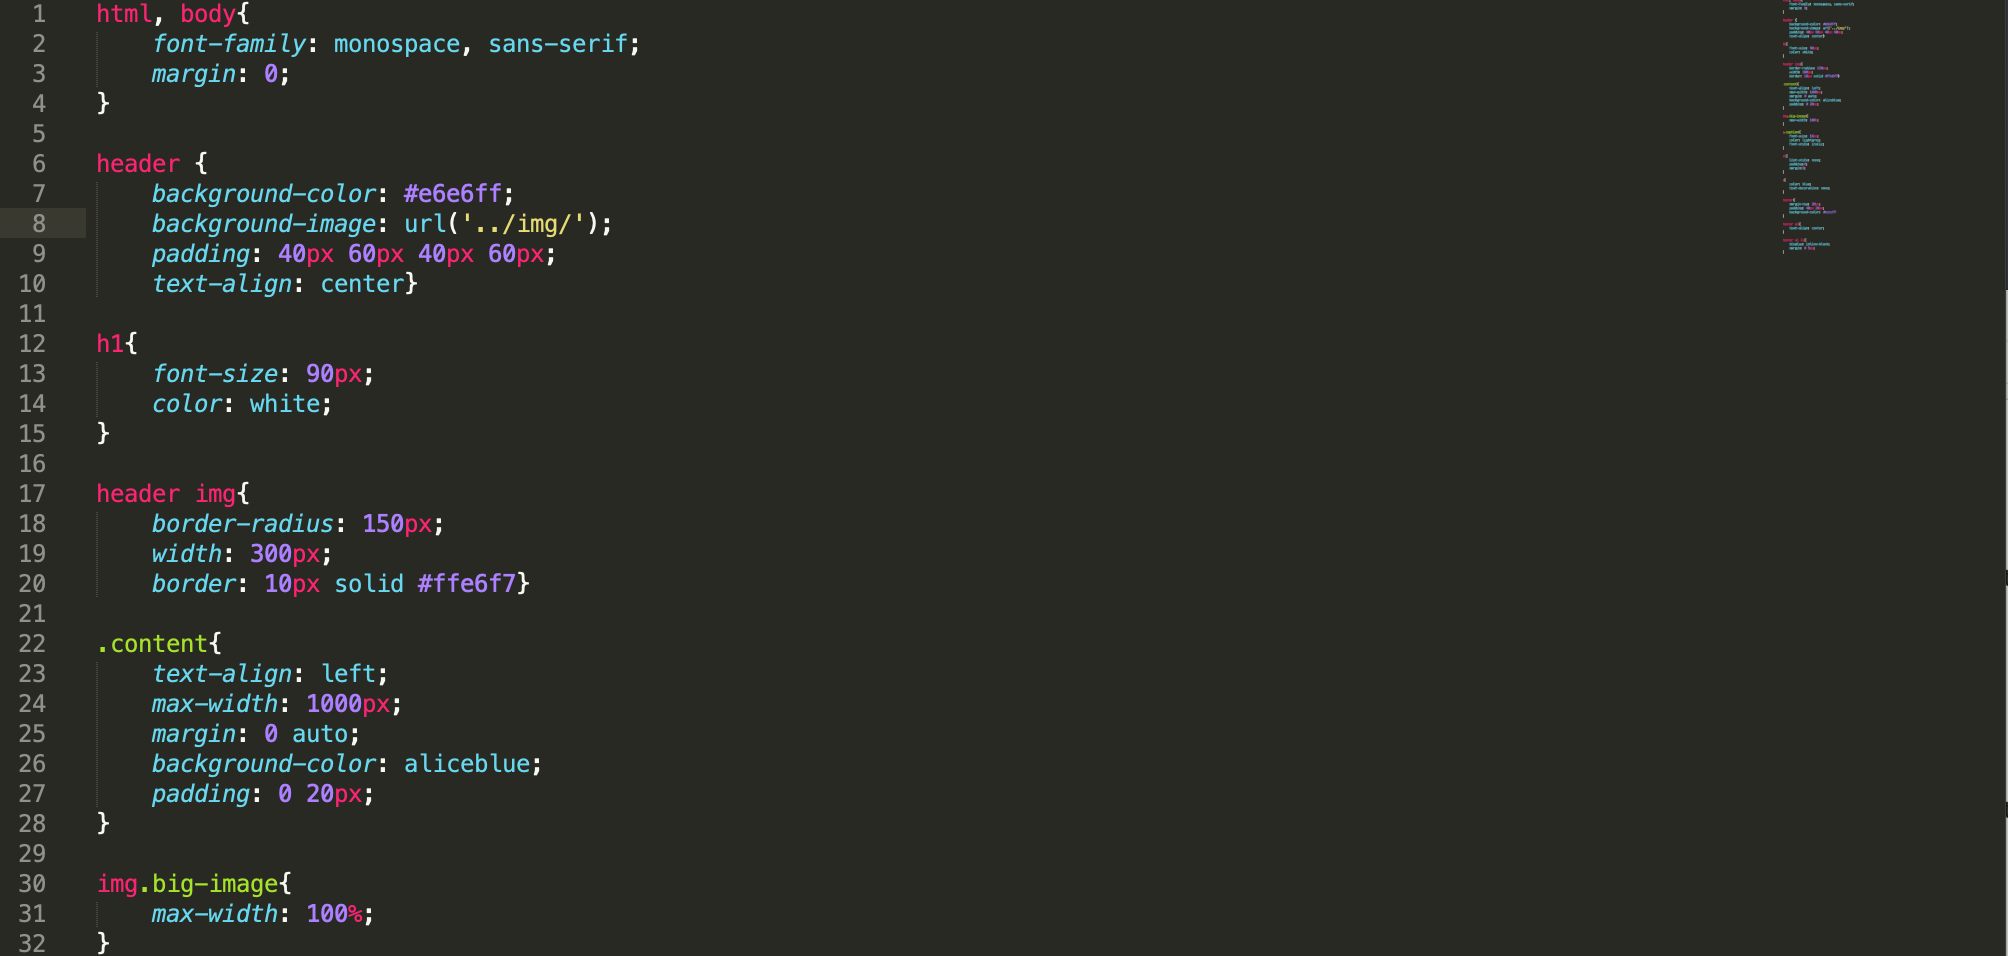 1 html, body{
2 font-family: monospace, sans-serif;
3 margin: 0;
4 }
5
6 header {
7 background-color: #e6e6ff;
8 background-image: url('../img/');
9 padding: 40px 60px 40px 60px;
10 text-align: center}
11
12 h1{
13 font-size: 90px;
14 color: white;
15 }
16
17 header img{
18 border-radius: 150px;
19 width: 300px;
20 border: 10px solid #ffe6f7}
21
22 .content{
23 text-align: left;
24 max-width: 1000px;
25 margin: 0 auto;
26 background-color: aliceblue;
27 padding: 0 20px;
28 }
29
30 img.big-image{
31 max-width: 100%;
32 }